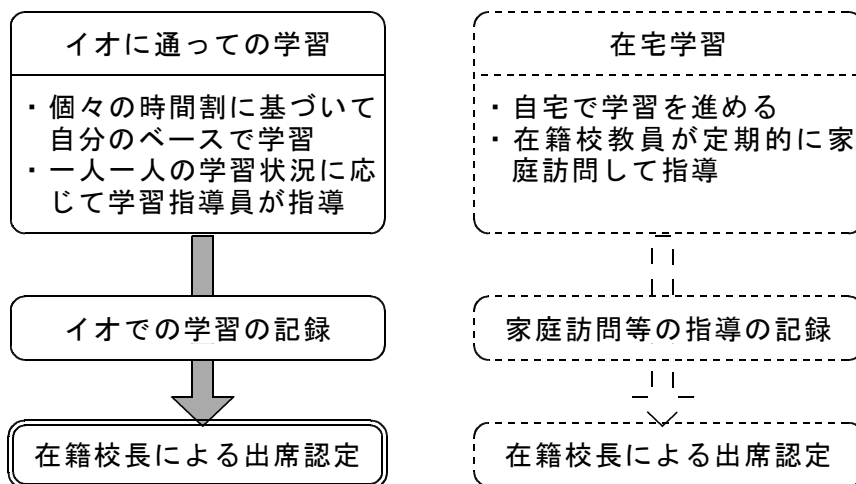 イオに通っての学習
・個々の時間割に基づいて
自分のペースで学習
・一人一人の学習状況に応
じて学習指導員が指導
イオでの学習の記録
在籍校長による出席認定
在宅学習
・自宅で学習を進める
・在籍校教員が定期的に家
庭訪問して指導
家庭訪問等の指導の記録
在籍校長による出席認定